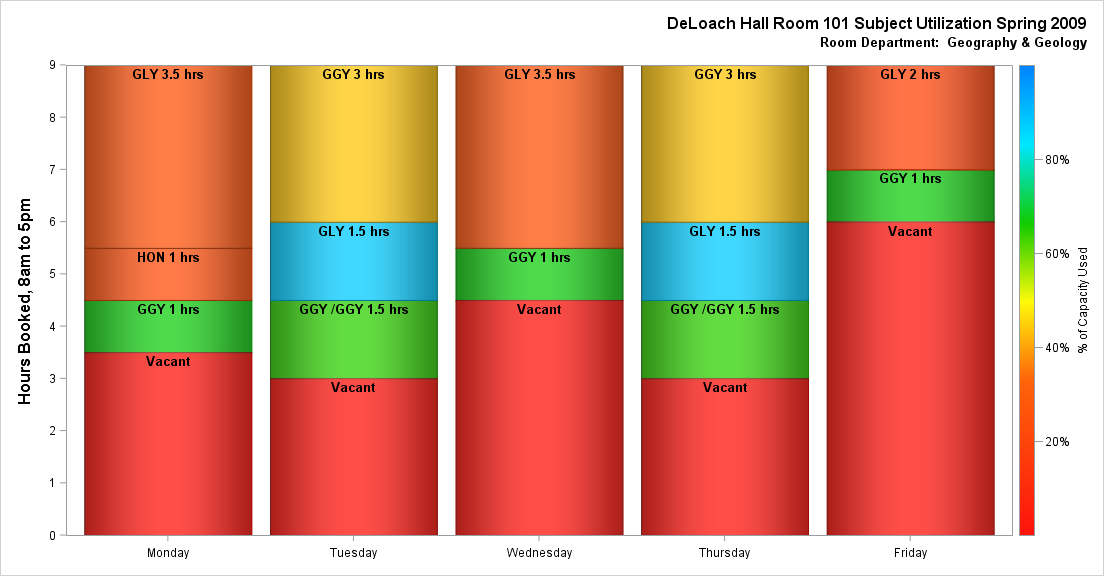 DeLoach Hall Room 101 Subject Utilization Spring 2009
Room Department: Geography & Geology
Hours Booked, 8am to 5pm
9
8
7
6
5
4
3
2
1
0
GLY 3.5 hrs
HON 1 hrs
GGY 1 hrs
Vacant
GGY 3 hrs
GLY 1.5 hrs
GGY /GGY 1.5 hrs
Vacant
GLY 3.5 hrs
GGY 1 hrs
Vacant
GGY 3 hrs
GLY 1.5 hrs
GGY /GGY 1.5 hrs
Vacant
GLY 2 hrs
GGY 1 hrs
Vacant
Monday
Tuesday
Wednesday
Thursday
Friday
80%
60%
40%
20%
% of Capacity Used